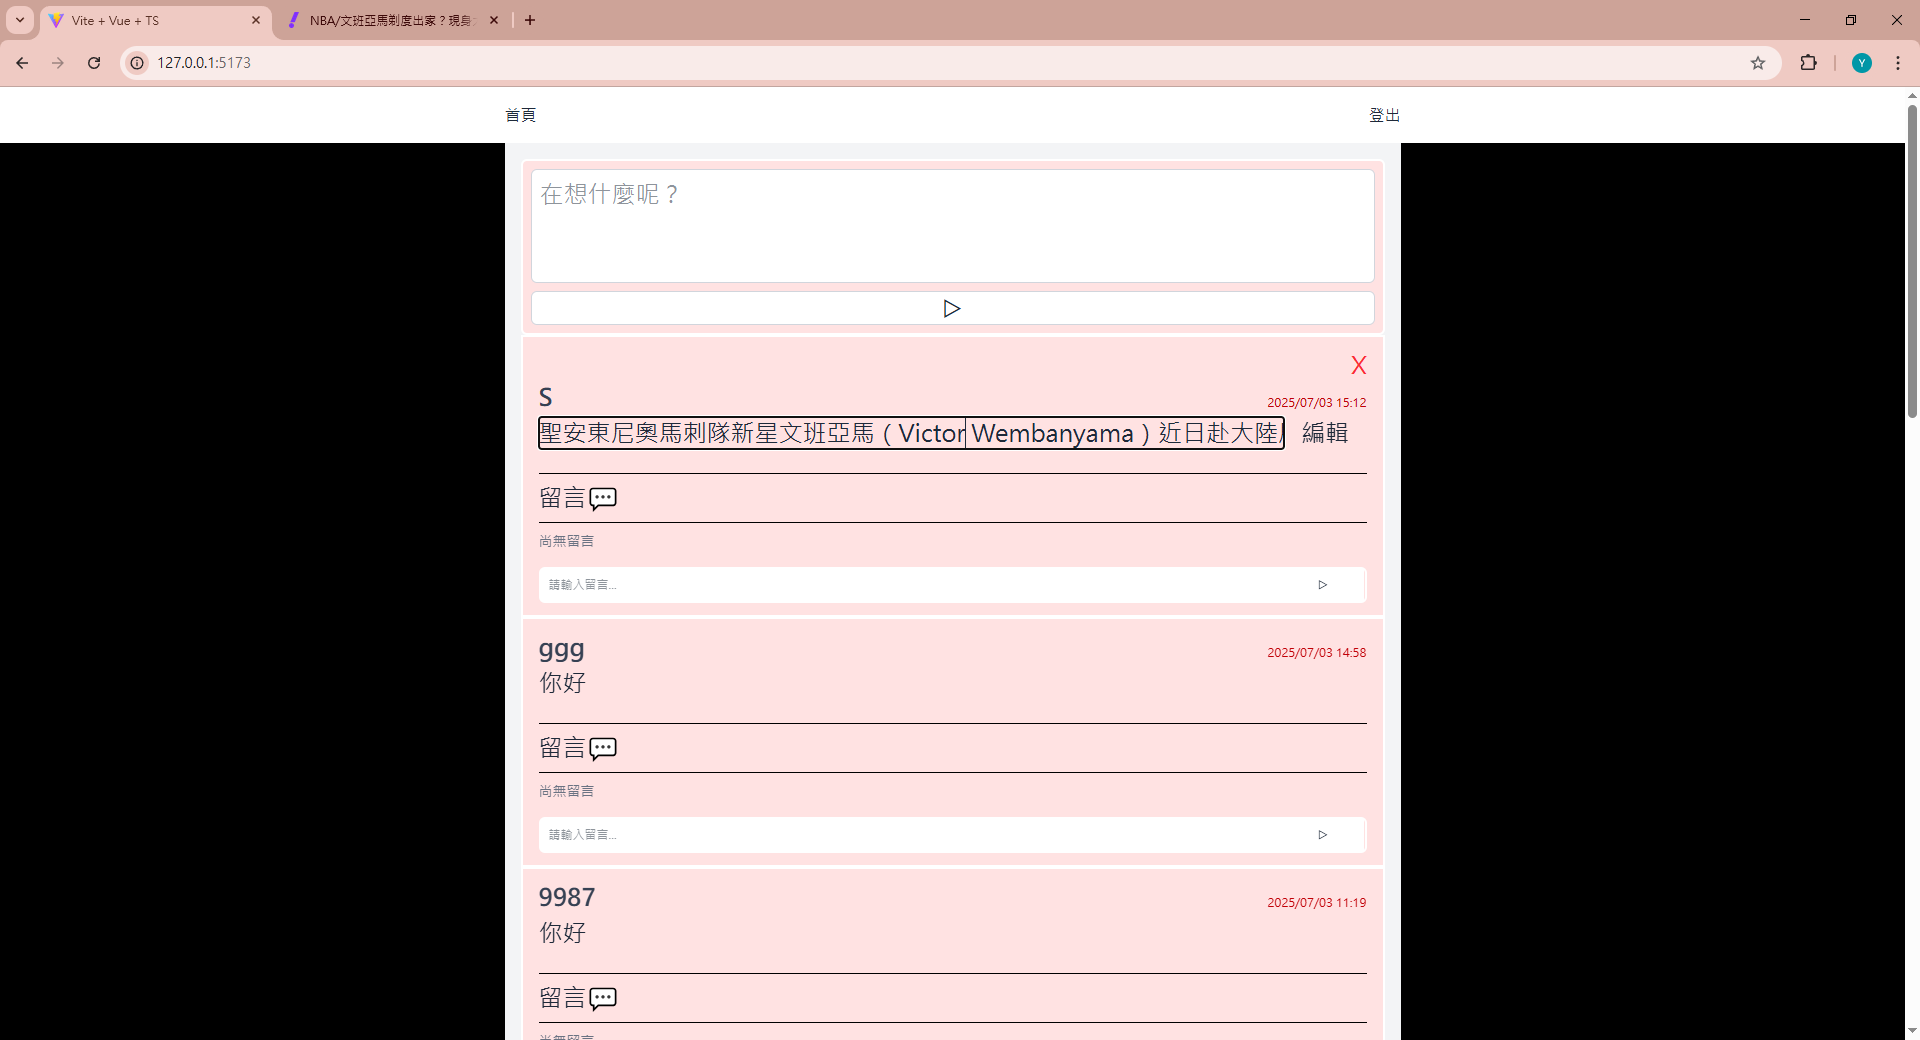 Vite + Vue + TS
NBA/文班亞馬剃度出家？現身
127.0.0.1:5173
Y
首頁
登出
在想什麼呢？
X
S
2025/07/03 15:12
聖安東尼奧馬刺隊新星文班亞馬（Victor Wembanyama）近日赴大陸
編輯
留言
尚無留言
請輸入留言...
ggg
2025/07/03 14:58
你好
留言
尚無留言
請輸入留言...
9987
2025/07/03 11:19
你好
留言
尚無留言